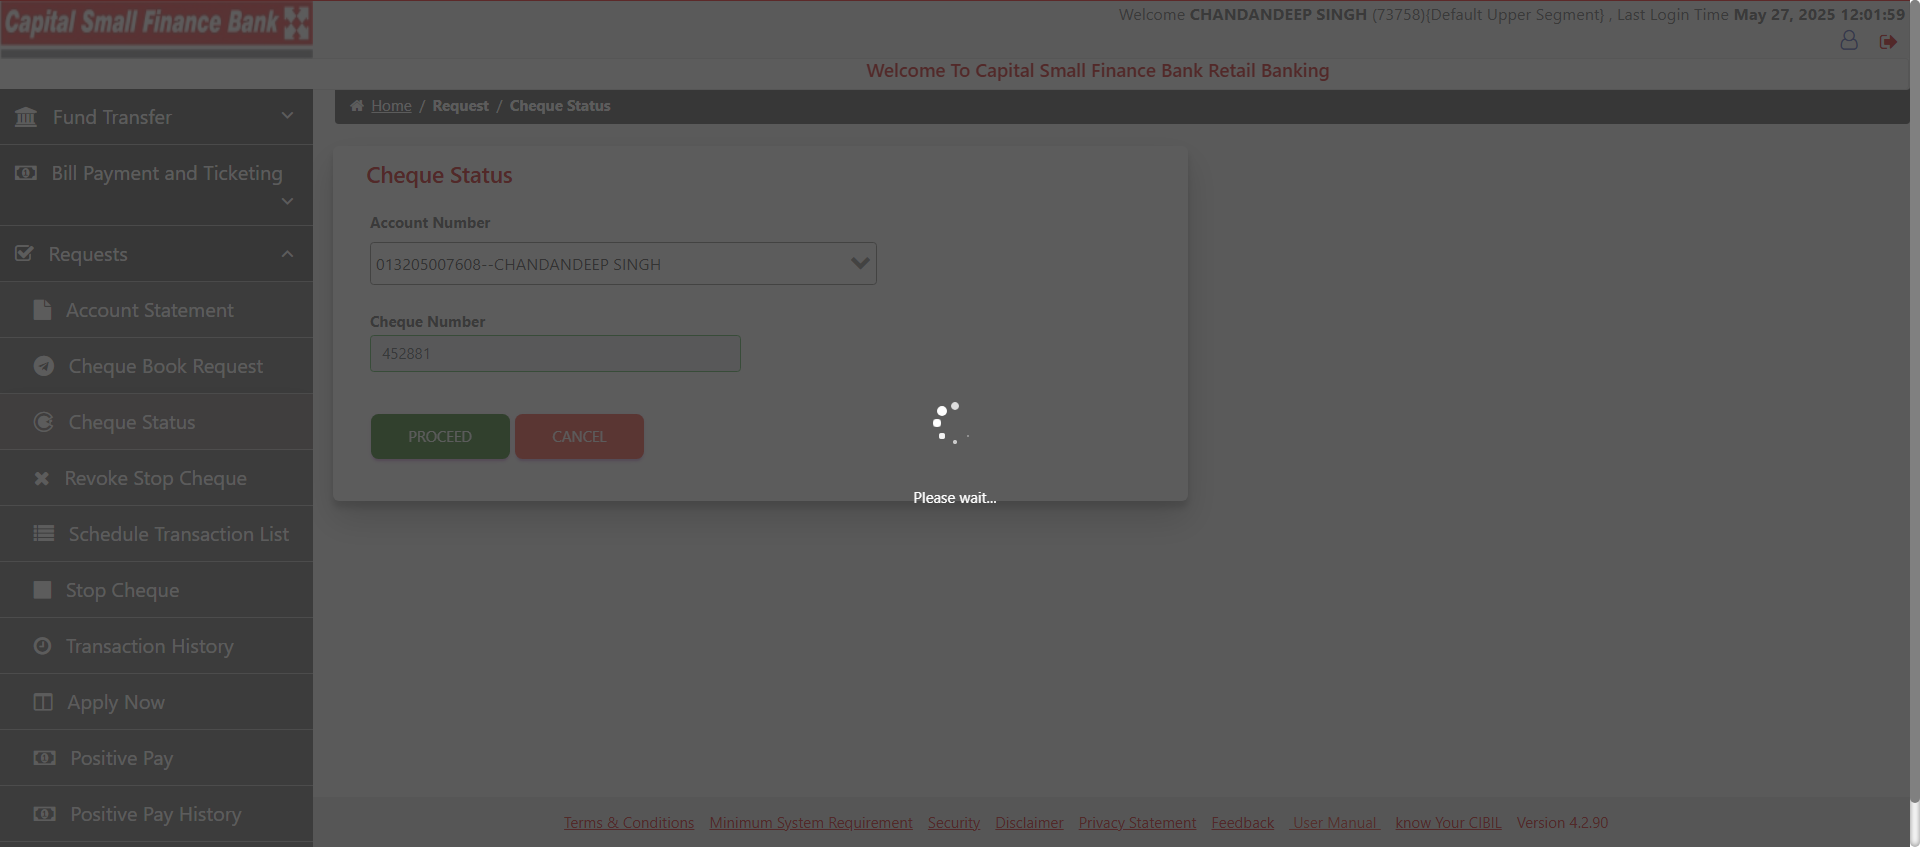 Capital Small Finance Bank
Welcome CHANDANDEEP SINGH (73758){Default Upper Segment} , Last Login Time May 27, 2025 12:01:59
Welcome To Capital Small Finance Bank Retail Banking
Home / Request / Cheque Status
Fund Transfer
Bill Payment and Ticketing
Requests
Account Statement
Cheque Book Request
Cheque Status
Revoke Stop Cheque
Schedule Transaction List
Stop Cheque
Transaction History
Apply Now
Positive Pay
Positive Pay History
Cheque Status
Account Number
013205007608--CHANDANDEEP SINGH
Cheque Number
452881
PROCEED CANCEL
Please wait...
Terms & Conditions Minimum System Requirement Security Disclaimer Privacy Statement Feedback User Manual know Your CIBIL Version 4.2.90